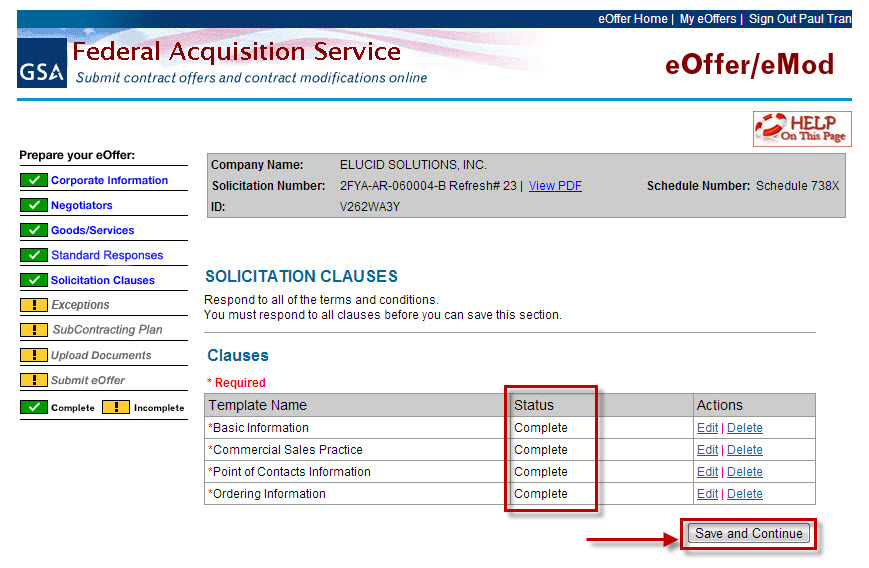 eOffer Home | My eOffers | Sign Out Paul Tran
GSA
Federal Acquisition Service
Submit contract offers and contract modifications online
eOffer/eMod
HELP
On This Page
Prepare your eOffer:
Corporate Information
Negotiators
Goods/Services
Standard Responses
Solicitation Clauses
! Exceptions
! SubContracting Plan
! Upload Documents
! Submit eOffer
Complete ! Incomplete
Company Name: ELUCID SOLUTIONS, INC.
Solicitation Number: 2FYA-AR-060004-B Refresh# 23 | View PDF Schedule Number: Schedule 738X
ID: V262WA3Y
SOLICITATION CLAUSES
Respond to all of the terms and conditions.
You must respond to all clauses before you can save this section.
Clauses
* Required
Template Name Status Actions
*Basic Information Complete Edit | Delete
*Commercial Sales Practice Complete Edit | Delete
*Point of Contacts Information Complete Edit | Delete
*Ordering Information Complete Edit | Delete
Save and Continue